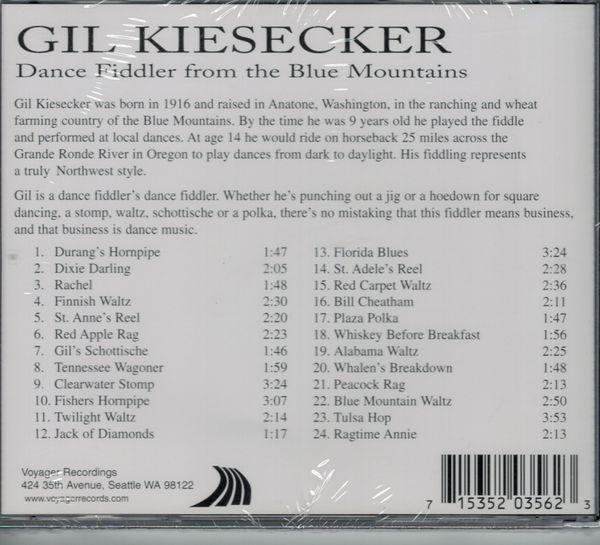 GIL KIESECKER
Dance Fiddler from the Blue Mountains
Gil Kiesecker was born in 1916 and raised in Anatone, Washington, in the ranching and wheat
farming country of the Blue Mountains. By the time he was 9 years old he played the fiddle
and performed at local dances. At age 14 he would ride on horseback 25 miles across the
Grande Ronde River in Oregon to play dances from dark to daylight. His fiddling represents
a truly Northwest style.
Gil is a dance fiddler's dance fiddler. Whether he's punching out a jig or a hoedown for square
dancing, a stomp, waltz, schottische or a polka, there's no mistaking that this fiddler means business,
and that business is dance music.
1. Durang's Hornpipe 1:47
2. Dixie Darling 2:05
3. Rachel 1:48
4. Finnish Waltz 2:30
5. St. Anne's Reel 2:20
6. Red Apple Rag 2:23
7. Gil's Schottische 1:46
8. Tennessee Wagoner 1:59
9. Clearwater Stomp 3:24
10. Fishers Hornpipe 3:07
11. Twilight Waltz 2:14
12. Jack of Diamonds 1:17
13. Florida Blues 3:24
14. St. Adele's Reel 2:28
15. Red Carpet Waltz 2:36
16. Bill Cheatham 2:11
17. Plaza Polka 1:47
18. Whiskey Before Breakfast 1:56
19. Alabama Waltz 2:25
20. Whalen's Breakdown 1:48
21. Peacock Rag 2:13
22. Blue Mountain Waltz 2:50
23. Tulsa Hop 3:53
24. Ragtime Annie 2:13
Voyager Recordings
424 35th Avenue, Seattle WA 98122
www.voyagerrecords.com
7 15352 03562 3